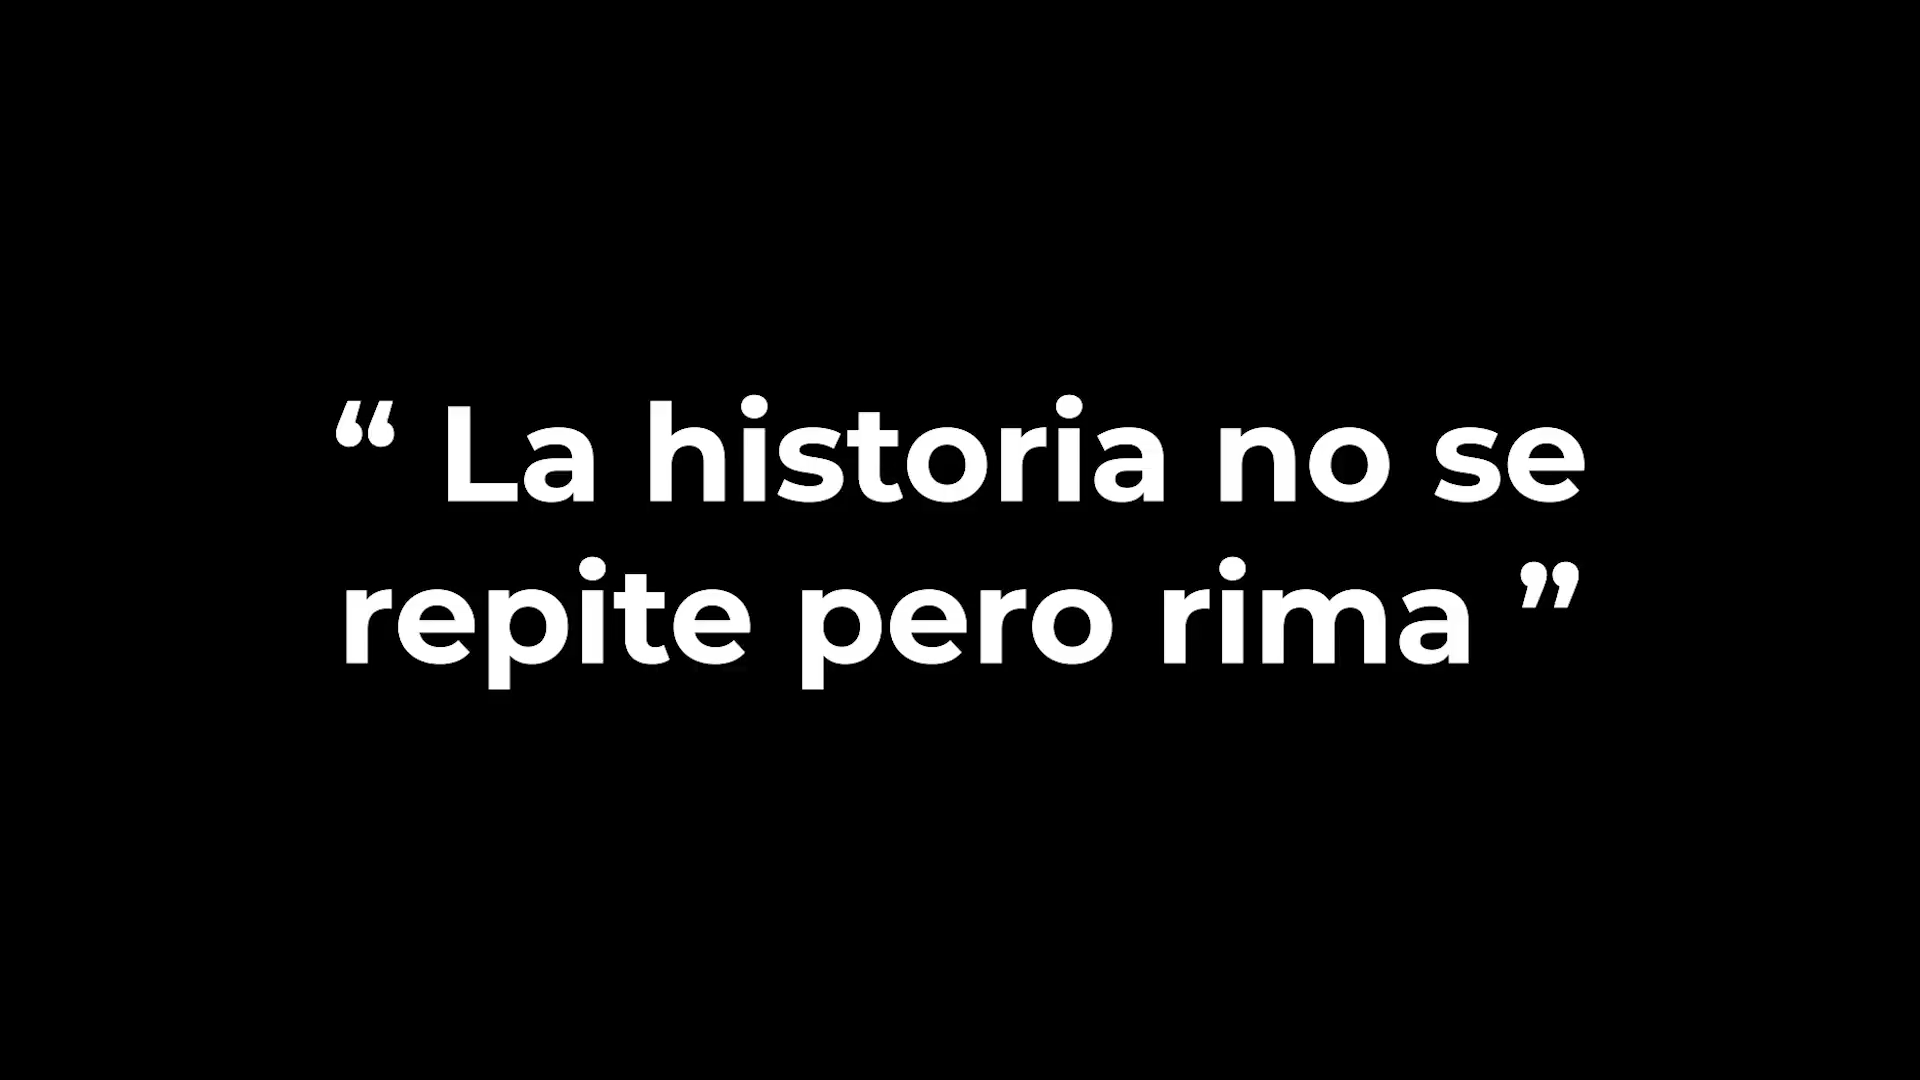 “ La historia no se
repite pero rima ”